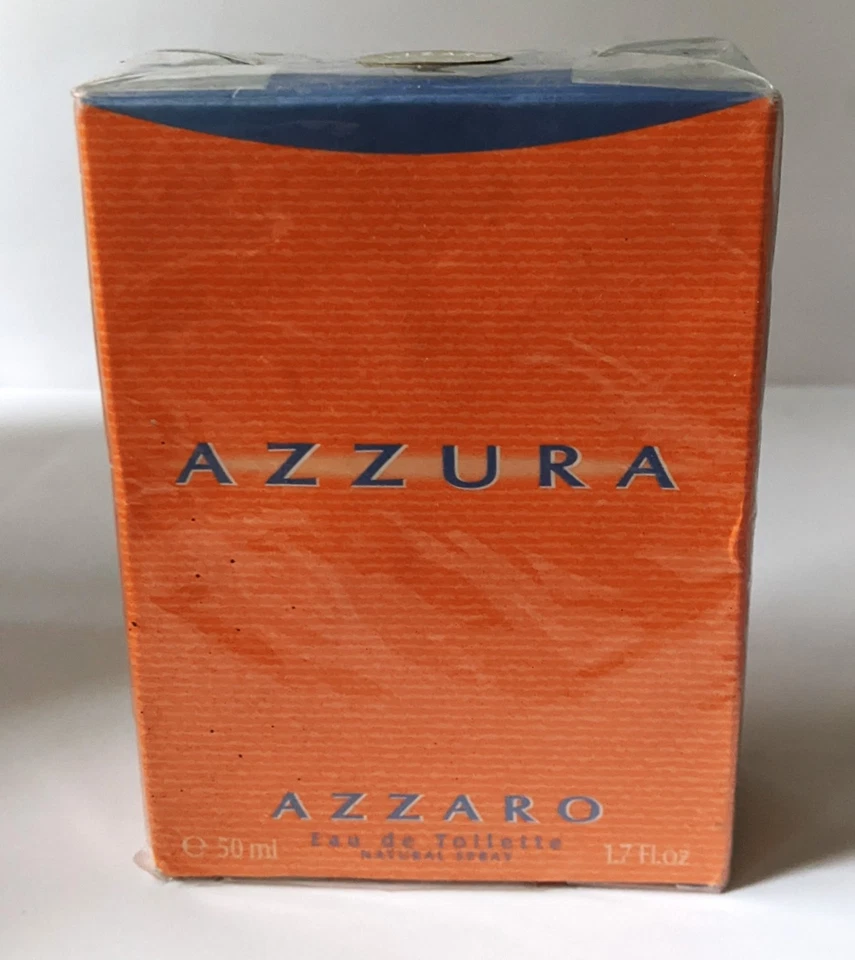 AZZURA
AZZARO
Eau de Toilette
NATURAL SPRAY
℮ 50 ml
1.7 Fl.oz